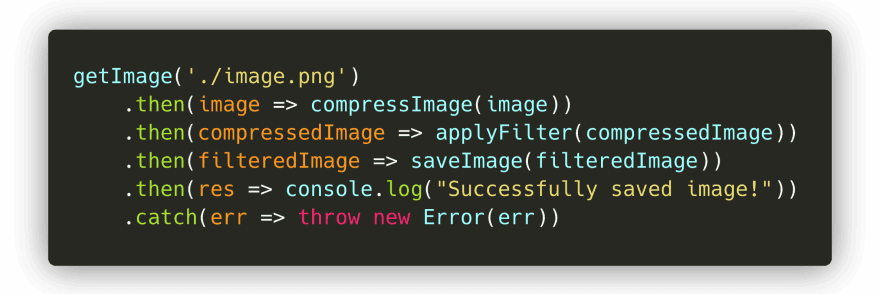 getImage('./image.png')
    .then(image => compressImage(image))
    .then(compressedImage => applyFilter(compressedImage))
    .then(filteredImage => saveImage(filteredImage))
    .then(res => console.log("Successfully saved image!"))
    .catch(err => throw new Error(err))